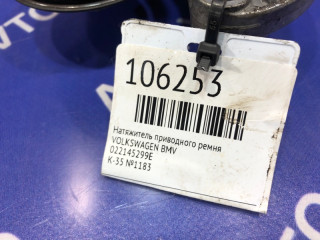 106253
Натяжитель приводного ремня
VOLKSWAGEN BMV
022145299E
К-35 №1183